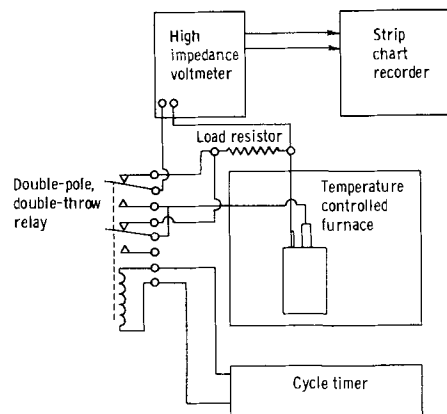 High
impedance
voltmeter
Strip
chart
recorder
Load resistor
Double-pole,
double-throw
relay
Temperature
controlled
furnace
Cycle timer